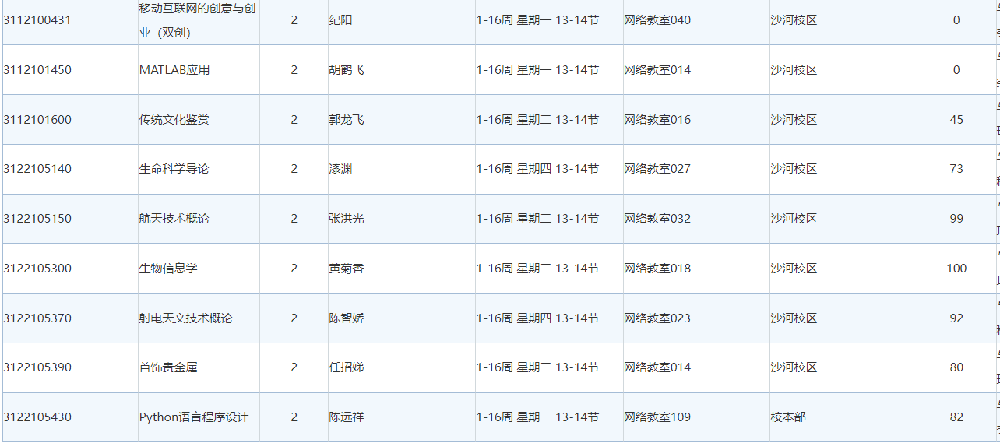 3112100431 移动互联网的创意与创业（双创） 2 纪阳 1-16周 星期一 13-14节 网络教室040 沙河校区 0
3112101450 MATLAB应用 2 胡鹤飞 1-16周 星期一 13-14节 网络教室014 沙河校区 0
3112101600 传统文化鉴赏 2 郭龙飞 1-16周 星期二 13-14节 网络教室016 沙河校区 45
3122105140 生命科学导论 2 漆渊 1-16周 星期四 13-14节 网络教室027 沙河校区 73
3122105150 航天技术概论 2 张洪光 1-16周 星期二 13-14节 网络教室032 沙河校区 99
3122105300 生物信息学 2 黄菊香 1-16周 星期二 13-14节 网络教室018 沙河校区 100
3122105370 射电天文技术概论 2 陈智娇 1-16周 星期四 13-14节 网络教室023 沙河校区 92
3122105390 首饰贵金属 2 任招娣 1-16周 星期二 13-14节 网络教室014 沙河校区 80
3122105430 Python语言程序设计 2 陈远祥 1-16周 星期一 13-14节 网络教室109 校本部 82